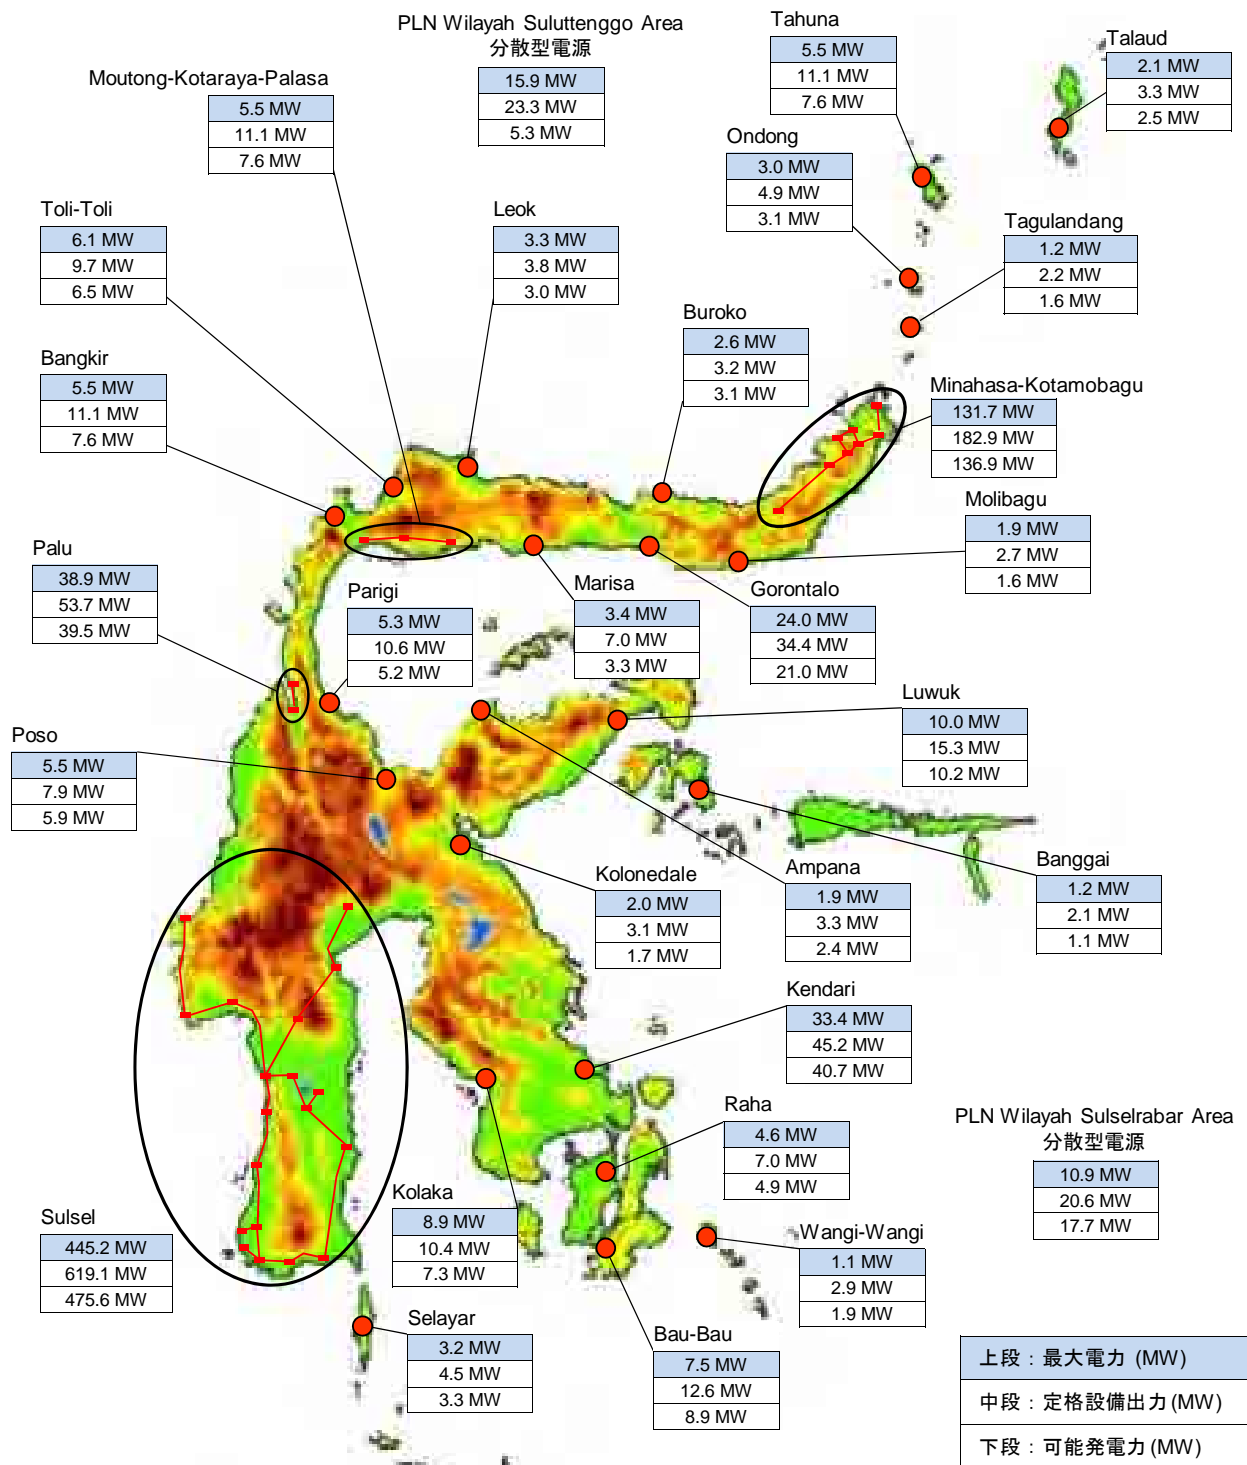 PLN Wilayah Suluttenggo Area
分散型電源
15.9 MW
23.3 MW
5.3 MW
Tahuna
5.5 MW
11.1 MW
7.6 MW
Talaud
2.1 MW
3.3 MW
2.5 MW
Moutong-Kotaraya-Palasa
5.5 MW
11.1 MW
7.6 MW
Ondong
3.0 MW
4.9 MW
3.1 MW
Toli-Toli
6.1 MW
9.7 MW
6.5 MW
Leok
3.3 MW
3.8 MW
3.0 MW
Tagulandang
1.2 MW
2.2 MW
1.6 MW
Buroko
2.6 MW
3.2 MW
3.1 MW
Bangkir
5.5 MW
11.1 MW
7.6 MW
Minahasa-Kotamobagu
131.7 MW
182.9 MW
136.9 MW
Molibagu
1.9 MW
2.7 MW
1.6 MW
Palu
38.9 MW
53.7 MW
39.5 MW
Parigi
5.3 MW
10.6 MW
5.2 MW
Marisa
3.4 MW
7.0 MW
3.3 MW
Gorontalo
24.0 MW
34.4 MW
21.0 MW
Luwuk
10.0 MW
15.3 MW
10.2 MW
Poso
5.5 MW
7.9 MW
5.9 MW
Kolonedale
2.0 MW
3.1 MW
1.7 MW
Ampana
1.9 MW
3.3 MW
2.4 MW
Banggai
1.2 MW
2.1 MW
1.1 MW
Kendari
33.4 MW
45.2 MW
40.7 MW
Raha
4.6 MW
7.0 MW
4.9 MW
PLN Wilayah Sulselrabar Area
分散型電源
10.9 MW
20.6 MW
17.7 MW
Kolaka
8.9 MW
10.4 MW
7.3 MW
Sulsel
445.2 MW
619.1 MW
475.6 MW
Wangi-Wangi
1.1 MW
2.9 MW
1.9 MW
Selayar
3.2 MW
4.5 MW
3.3 MW
Bau-Bau
7.5 MW
12.6 MW
8.9 MW
上段：最大電力 (MW)
中段：定格設備出力 (MW)
下段：可能発電力 (MW)